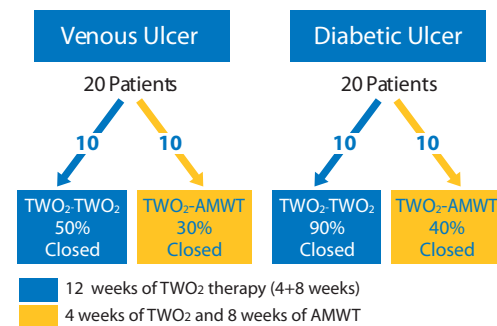 Venous Ulcer
Diabetic Ulcer
20 Patients
20 Patients
10
10
10
10
TWO₂-TWO₂
50%
Closed
TWO₂-AMWT
30%
Closed
TWO₂-TWO₂
90%
Closed
TWO₂-AMWT
40%
Closed
12 weeks of TWO₂ therapy (4+8 weeks)
4 weeks of TWO₂ and 8 weeks of AMWT